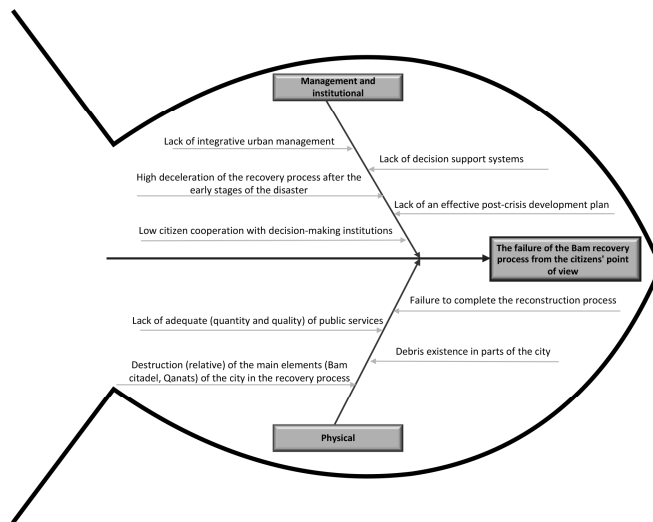 Management and
institutional
Lack of integrative urban management
Lack of decision support systems
High deceleration of the recovery process after the
early stages of the disaster
Lack of an effective post-crisis development plan
Low citizen cooperation with decision-making institutions
The failure of the Bam recovery
process from the citizens' point
of view
Failure to complete the reconstruction process
Lack of adequate (quantity and quality) of public services
Debris existence in parts of the city
Destruction (relative) of the main elements (Bam
citadel, Qanats) of the city in the recovery process
Physical